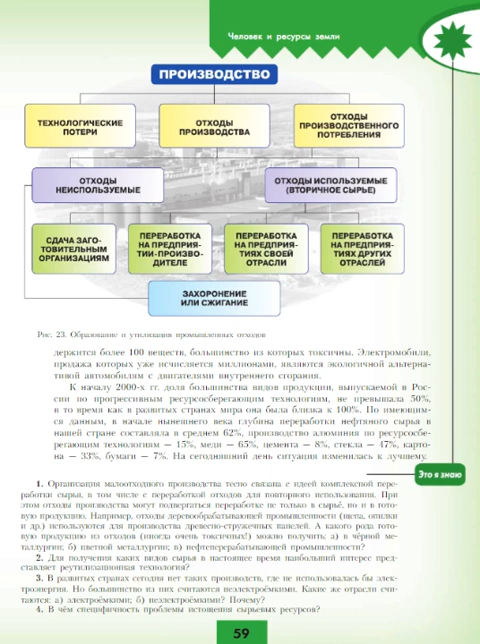 Человек и ресурсы земли
ПРОИЗВОДСТВО
ТЕХНОЛОГИЧЕСКИЕ
ПОТЕРИ
ОТХОДЫ
ПРОИЗВОДСТВА
ОТХОДЫ
ПРОИЗВОДСТВЕННОГО
ПОТРЕБЛЕНИЯ
ОТХОДЫ
НЕИСПОЛЬЗУЕМЫЕ
ОТХОДЫ ИСПОЛЬЗУЕМЫЕ
(ВТОРИЧНОЕ СЫРЬЕ)
СДАЧА ЗАГО-
ТОВИТЕЛЬНЫМ
ОРГАНИЗАЦИЯМ
ПЕРЕРАБОТКА
НА ПРЕДПРИЯ-
ТИИ-ПРОИЗВО-
ДИТЕЛЕ
ПЕРЕРАБОТКА
НА ПРЕДПРИЯ-
ТИЯХ СВОЕЙ
ОТРАСЛИ
ПЕРЕРАБОТКА
НА ПРЕДПРИЯ-
ТИЯХ ДРУГИХ
ОТРАСЛЕЙ
ЗАХОРОНЕНИЕ
ИЛИ СЖИГАНИЕ
Рис. 23. Образование и утилизация промышленных отходов
держится более 100 веществ, большинство из которых токсичны. Электромобили,
продажа которых уже исчисляется миллионами, являются экологичной альтерна-
тивой автомобилям с двигателями внутреннего сгорания.
К началу 2000-х гг. доля большинства видов продукции, выпускаемой в Рос-
сии по прогрессивным ресурсосберегающим технологиям, не превышала 50%,
в то время как в развитых странах мира она была близка к 100%. По имеющим-
ся данным, в начале нынешнего века глубина переработки нефтяного сырья в
нашей стране составляла в среднем 62%, производство алюминия по ресурсосбе-
регающим технологиям — 15%, меди — 65%, цемента — 8%, стекла — 47%, карто-
на — 33%, бумаги — 7%. На сегодняшний день ситуация изменилась к лучшему.
Это я знаю
1. Организация малоотходного производства тесно связана с идеей комплексной пере-
работки сырья, в том числе с переработкой отходов для повторного использования. При
этом отходы производства могут подвергаться переработке не только в сырьё, но и в гото-
вую продукцию. Например, отходы деревообрабатывающей промышленности (щепа, опилки
и др.) используются для производства древесно-стружечных панелей. А какого рода гото-
вую продукцию из отходов (иногда очень токсичных!) можно получить: а) в чёрной ме-
таллургии; б) цветной металлургии; в) нефтеперерабатывающей промышленности?
2. Для получения каких видов сырья в настоящее время наибольший интерес пред-
ставляет реутилизационная технология?
3. В развитых странах сегодня нет таких производств, где не использовалась бы элек-
троэнергия. Но большинство из них считаются неэлектроёмкими. Какие же отрасли счи-
таются: а) электроёмкими; б) неэлектроёмкими? Почему?
4. В чём специфичность проблемы истощения сырьевых ресурсов?
59